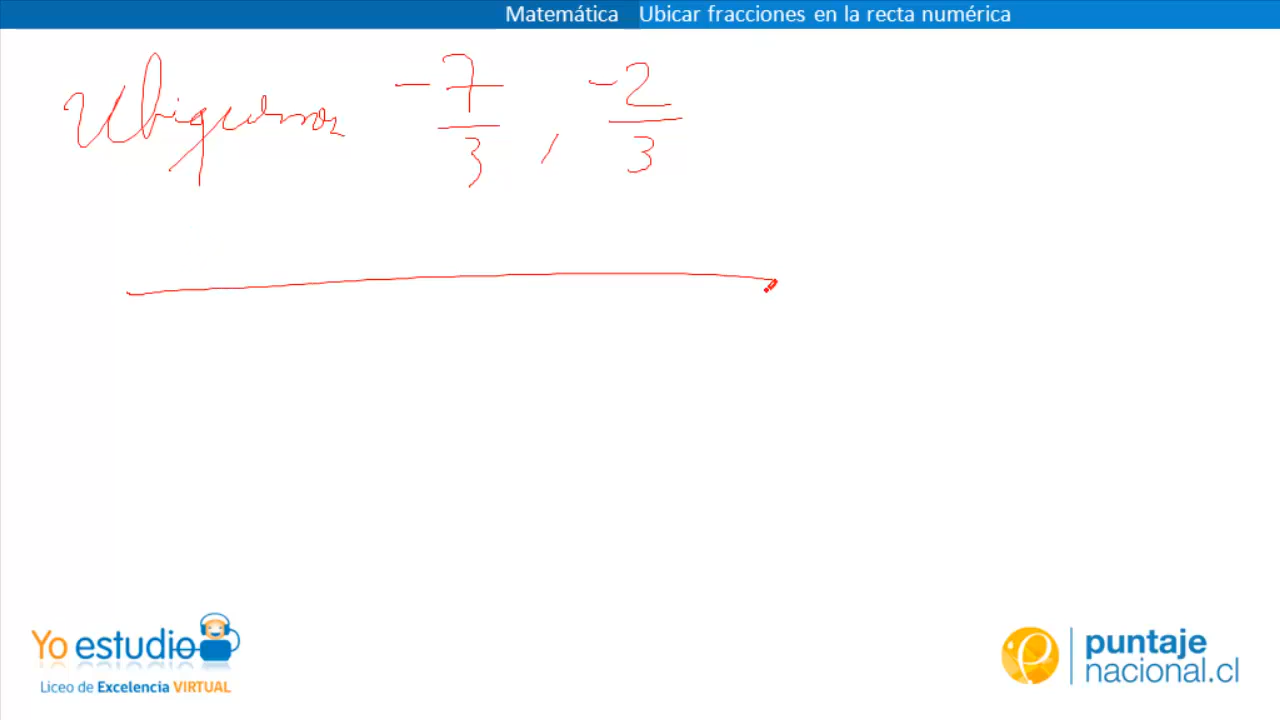 Matemática Ubicar fracciones en la recta numérica
Ubiquemos -7/3 , -2/3
Yo estudio
Liceo de Excelencia VIRTUAL
puntaje
nacional.cl